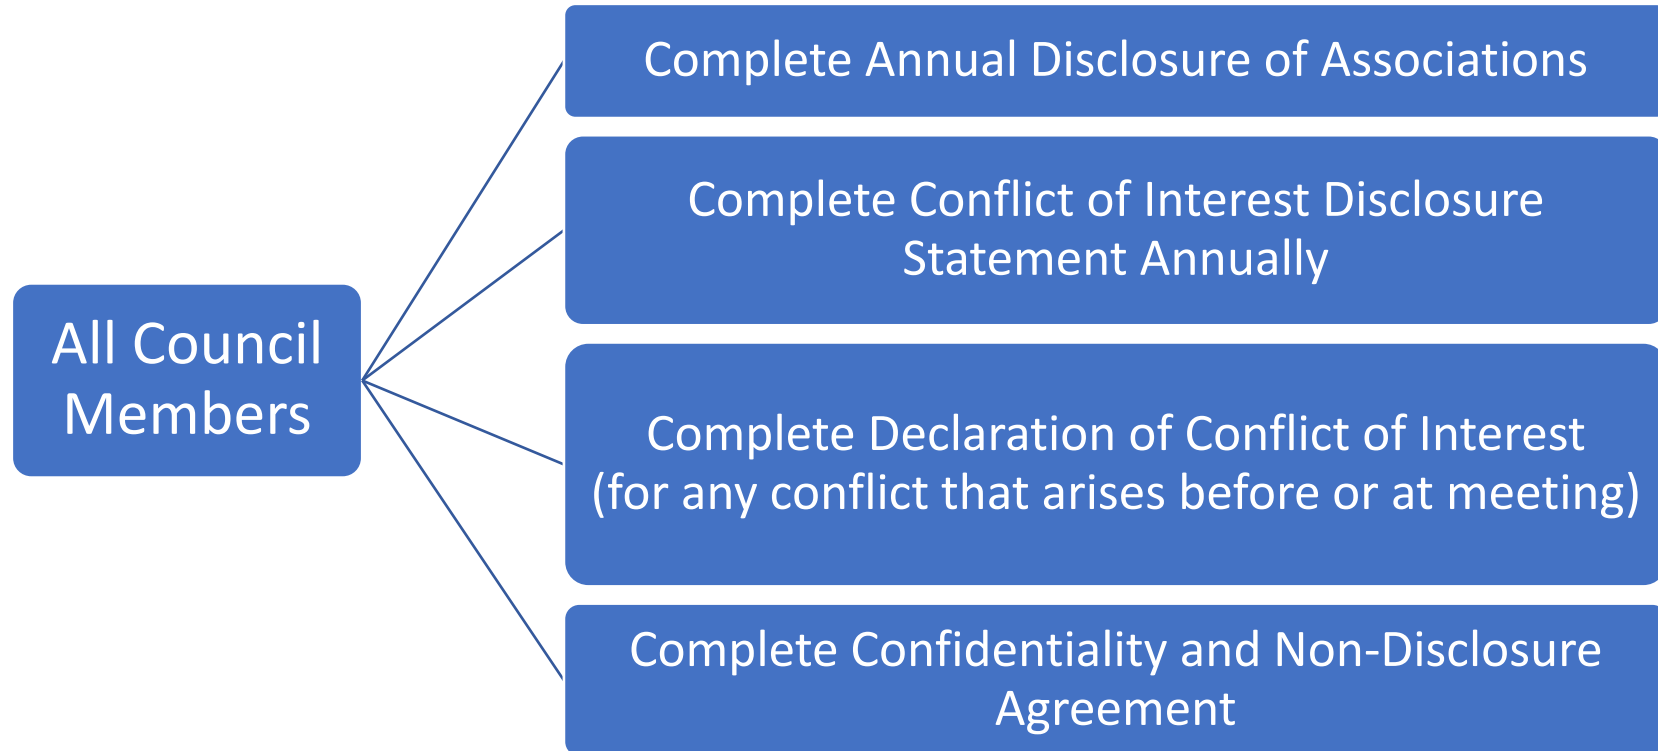 All Council
Members
Complete Annual Disclosure of Associations
Complete Conflict of Interest Disclosure
Statement Annually
Complete Declaration of Conflict of Interest
(for any conflict that arises before or at meeting)
Complete Confidentiality and Non-Disclosure
Agreement